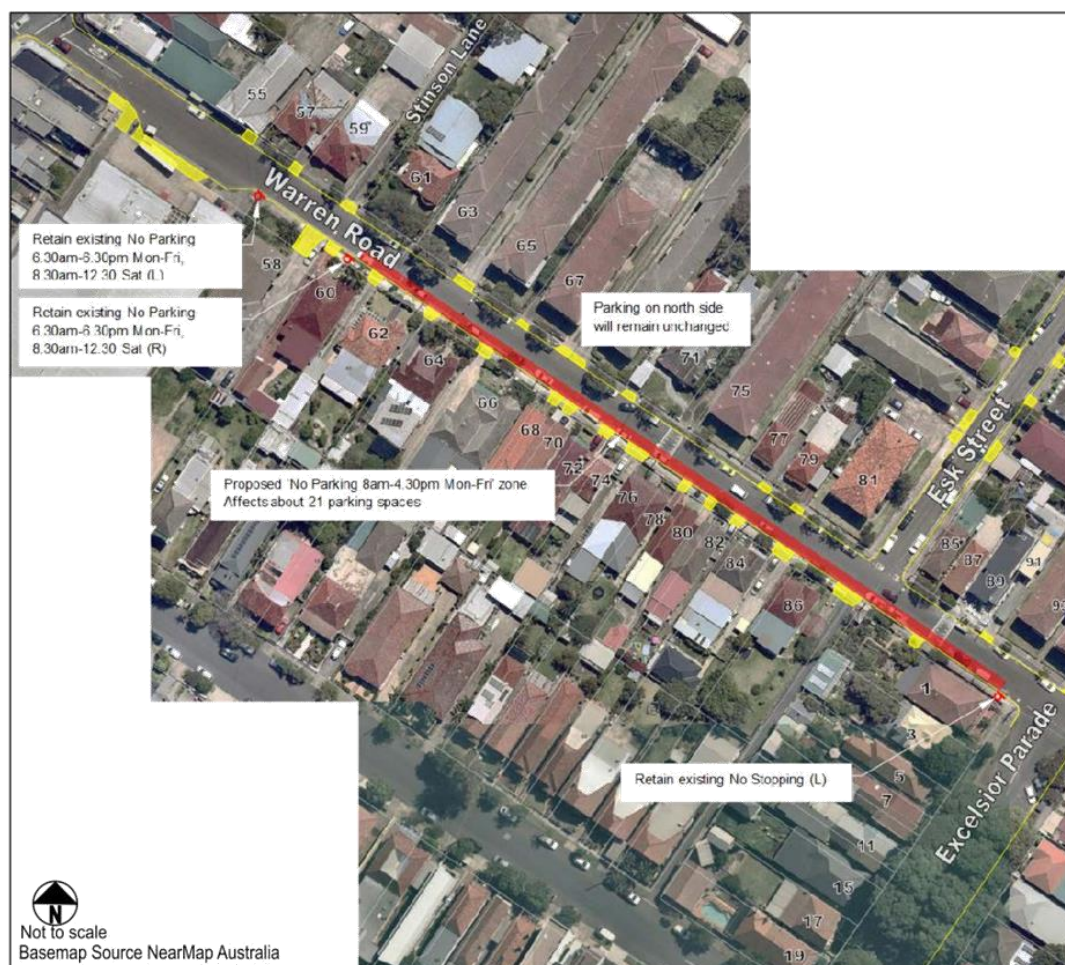 55
57
59
Stinson Lane
61
63
65
67
Warren Road
Retain existing No Parking
6.30am-6.30pm Mon-Fri,
8.30am-12.30 Sat (L)
58
Retain existing No Parking
6.30am-6.30pm Mon-Fri,
8.30am-12.30 Sat (R)
60
62
64
66
68
70
72
74
Parking on north side
will remain unchanged
71
75
77
79
81
Esk Street
85
87
89
91
Proposed 'No Parking 8am-4.30pm Mon-Fri' zone.
Affects about 21 parking spaces
76
78
80
82
84
86
1
3
5
7
11
15
17
19
Retain existing No Stopping (L)
Excelsior Parade
N
Not to scale
Basemap Source NearMap Australia